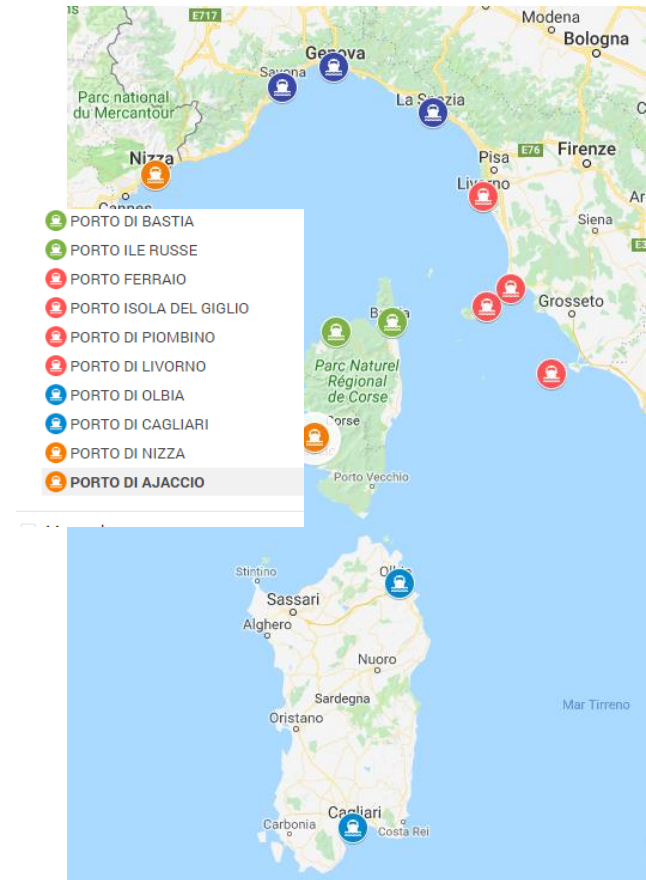 E717
Modena
Bologna
Genova
Savona
Parc national
du Mercantour
La Spezia
Nizza
Pisa
E76
Firenze
Livorno
Cannes
Siena
PORTO DI BASTIA
PORTO ILE RUSSE
PORTO FERRAIO
PORTO ISOLA DEL GIGLIO
PORTO DI PIOMBINO
PORTO DI LIVORNO
PORTO DI OLBIA
PORTO DI CAGLIARI
PORTO DI NIZZA
PORTO DI AJACCIO
Grosseto
Bastia
Parc Naturel
Régional
de Corse
Corse
Porto Vecchio
Stintino
Olbia
Sassari
Alghero
Nuoro
Sardegna
Oristano
Mar Tirreno
Cagliari
Carbonia
Costa Rei